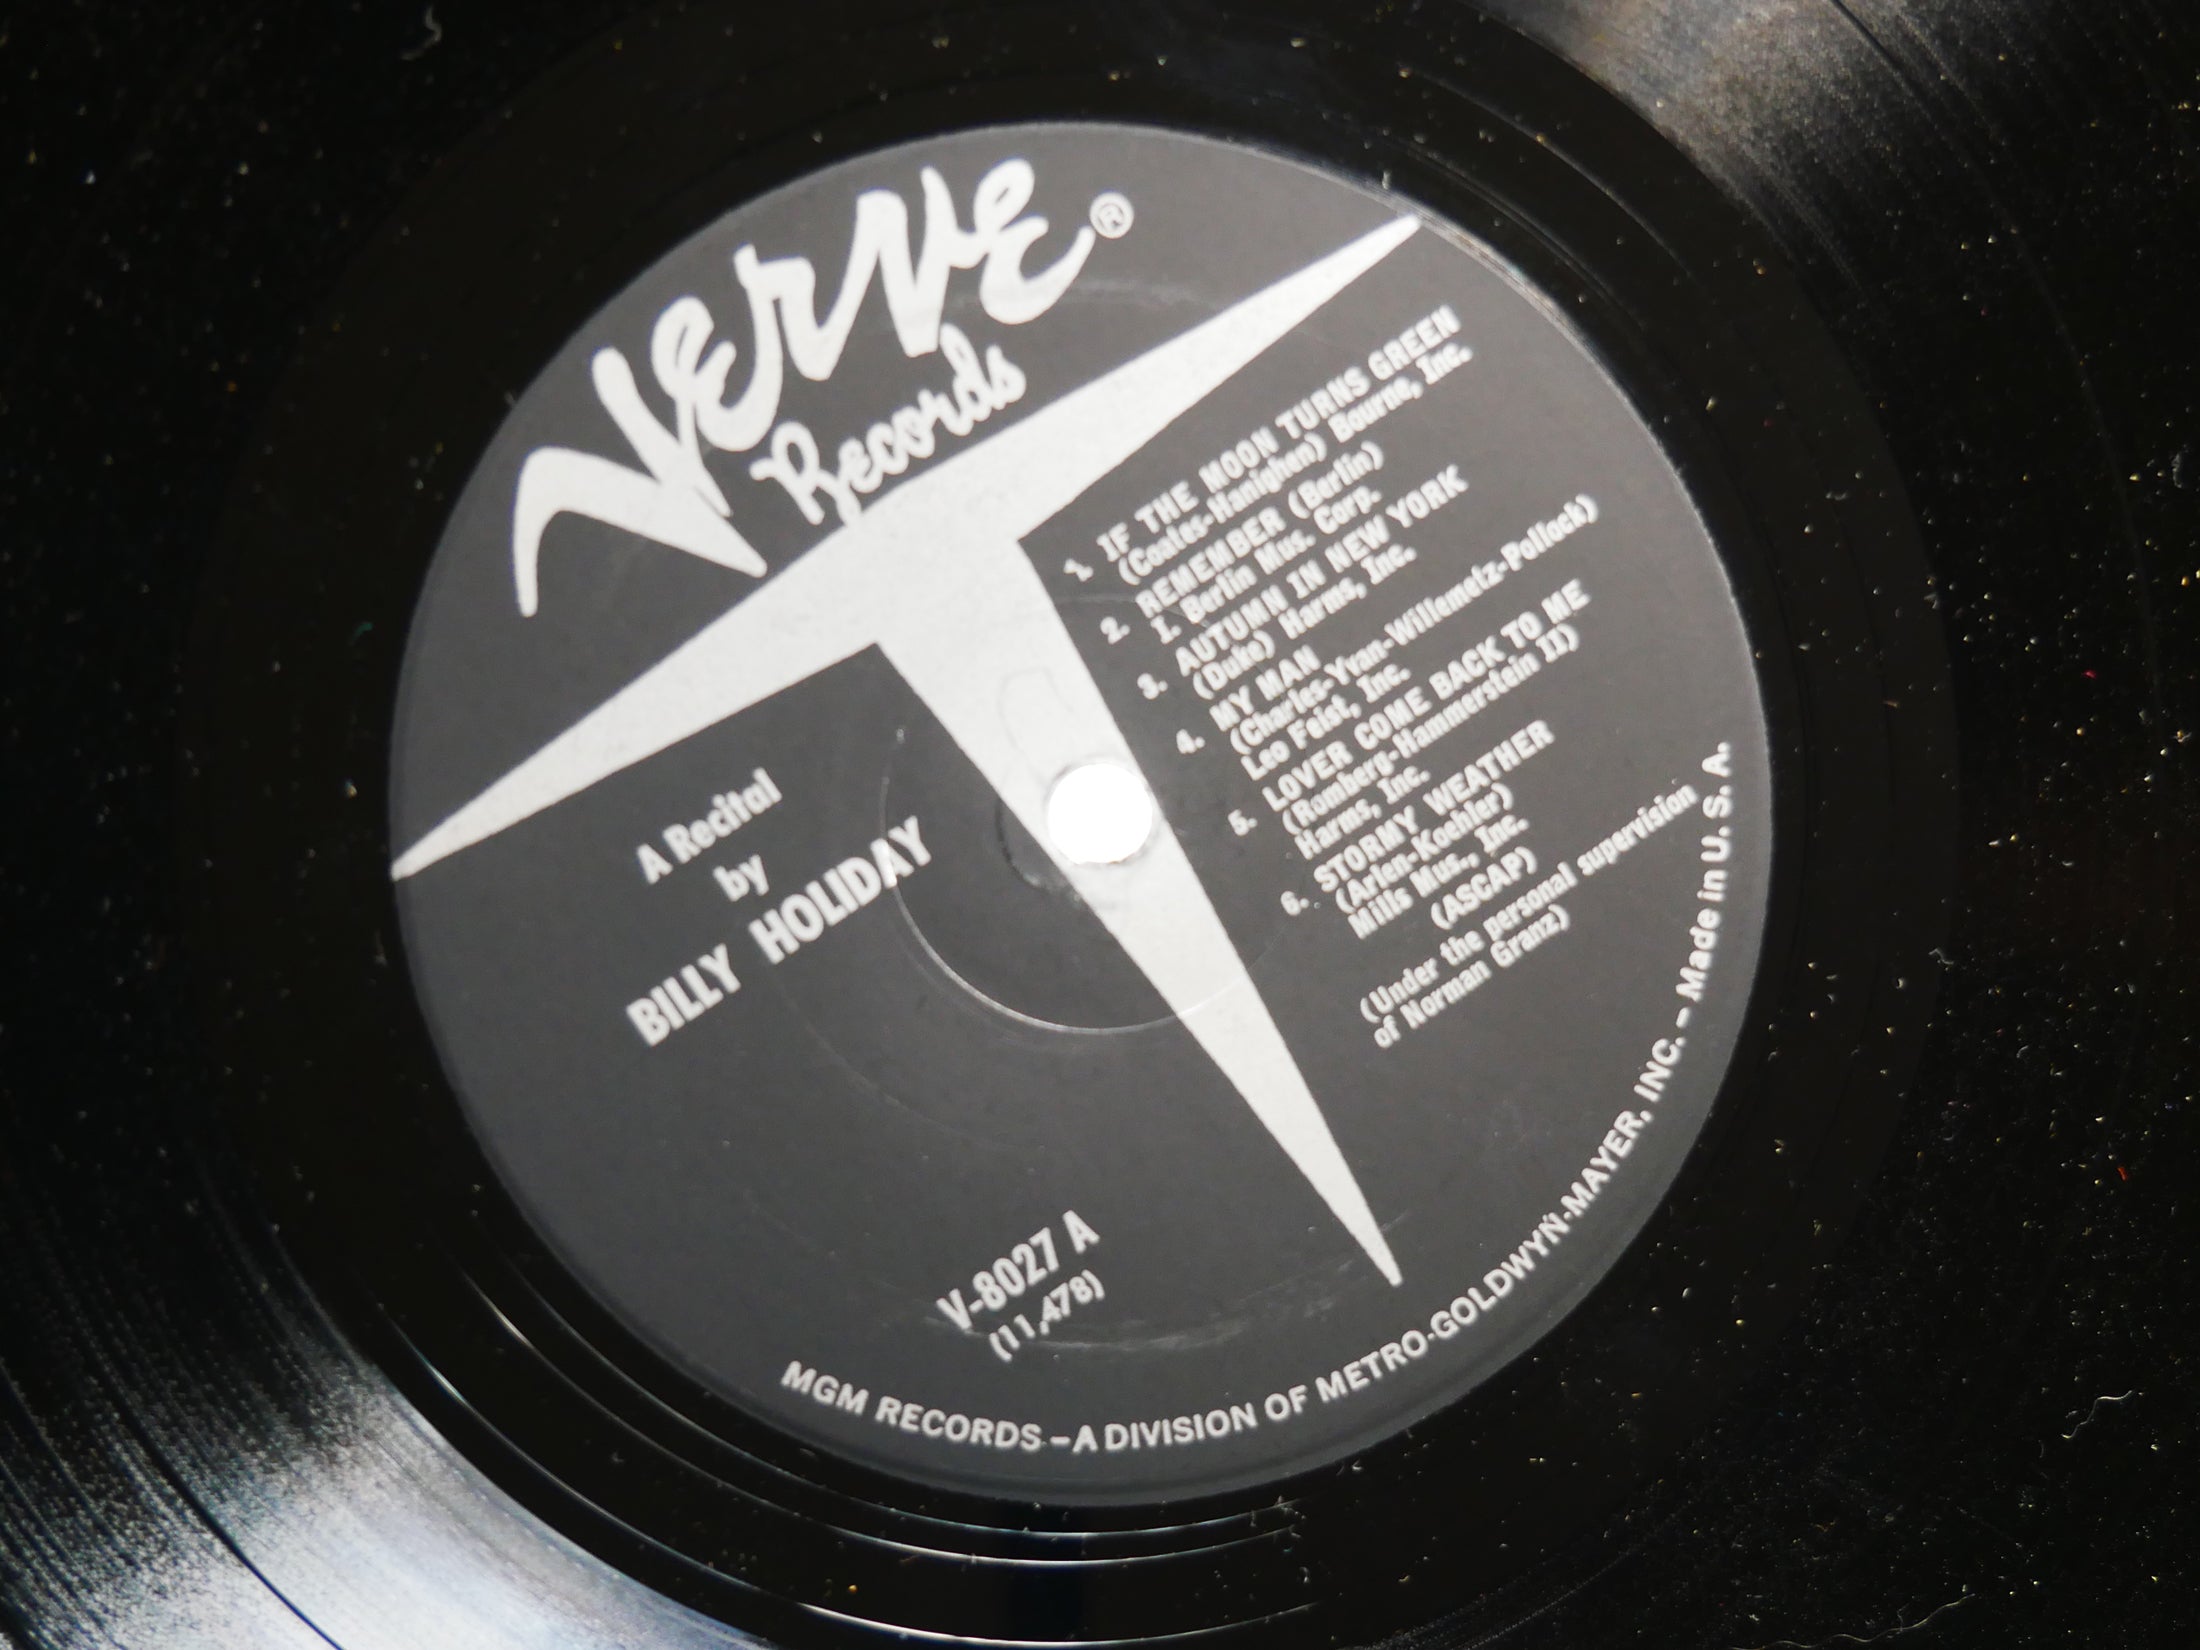 VERVE ®
Records
A Recital
by
BILLY HOLIDAY
1. IF THE MOON TURNS GREEN
(Coates-Hanighen) Bourne, Inc.
2. REMEMBER (Berlin)
I. Berlin Mus. Corp.
3. AUTUMN IN NEW YORK
(Duke) Harms, Inc.
4. MY MAN
(Charles-Yvan-Willemetz-Pollock)
Leo Feist, Inc.
5. LOVER COME BACK TO ME
(Romberg-Hammerstein II)
Harms, Inc.
6. STORMY WEATHER
(Arlen-Koehler)
Mills Mus., Inc.
(ASCAP)
(Under the personal supervision
of Norman Granz)
V-8027 A
(11,478)
MGM RECORDS – A DIVISION OF METRO-GOLDWYN-MAYER, INC. – Made in U. S. A.